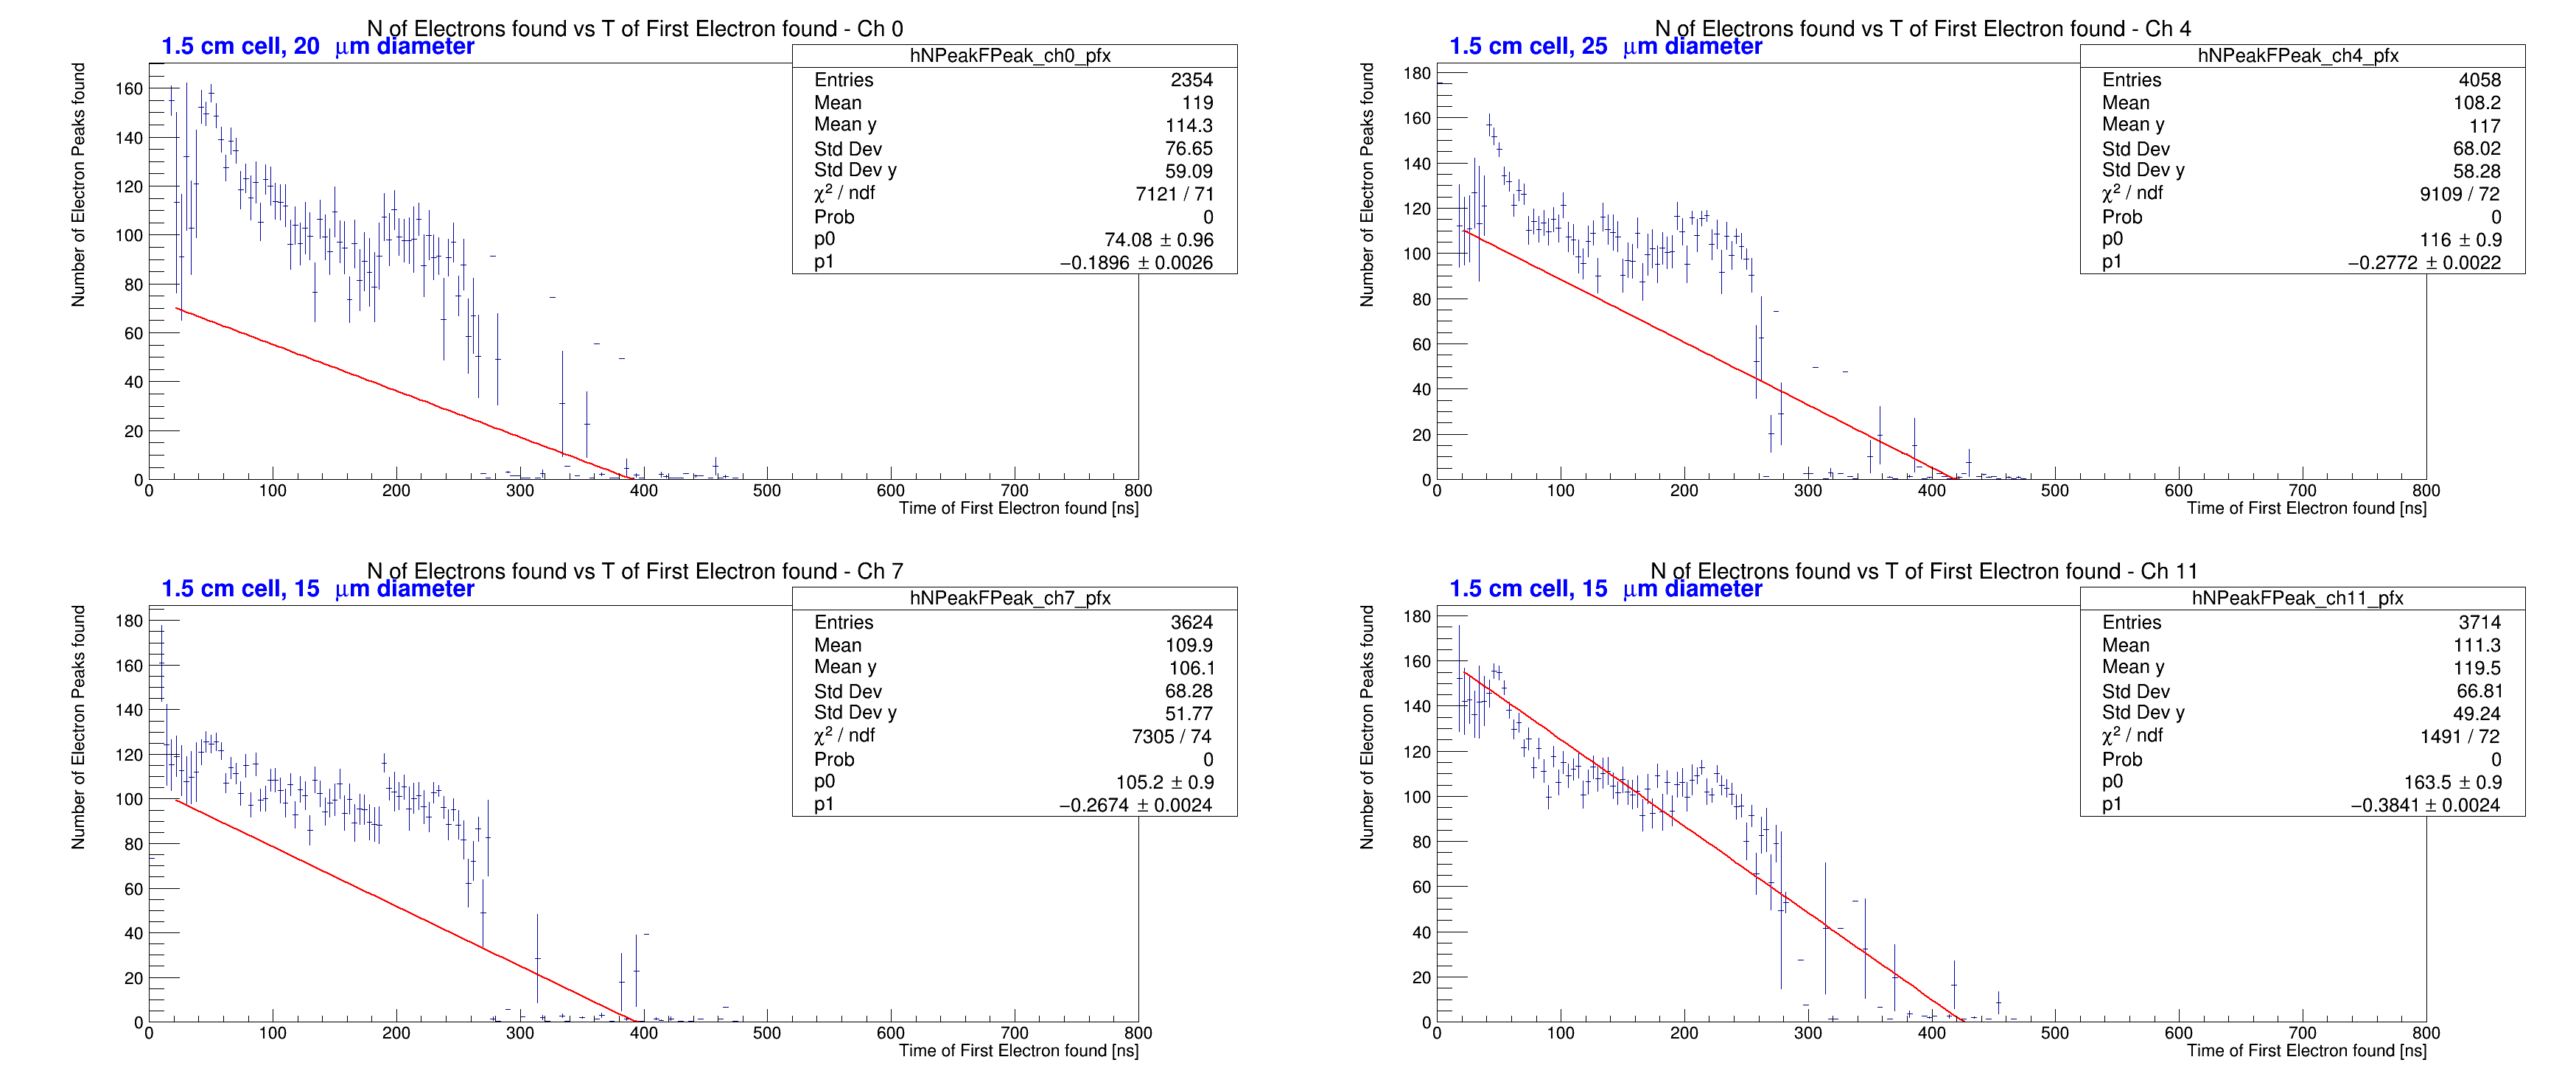 N of Electrons found vs T of First Electron found - Ch 0
1.5 cm cell, 20 μm diameter
hNPeakFPeak_ch0_pfx
Entries 2354
Mean 119
Mean y 114.3
Std Dev 76.65
Std Dev y 59.09
χ² / ndf 7121 / 71
Prob 0
p0 74.08 ± 0.96
p1 −0.1896 ± 0.0026
Number of Electron Peaks found
160
140
120
100
80
60
40
20
0
0 100 200 300 400 500 600 700 800
Time of First Electron found [ns]
N of Electrons found vs T of First Electron found - Ch 4
1.5 cm cell, 25 μm diameter
hNPeakFPeak_ch4_pfx
Entries 4058
Mean 108.2
Mean y 117
Std Dev 68.02
Std Dev y 58.28
χ² / ndf 9109 / 72
Prob 0
p0 116 ± 0.9
p1 −0.2772 ± 0.0022
Number of Electron Peaks found
180
160
140
120
100
80
60
40
20
0
0 100 200 300 400 500 600 700 800
Time of First Electron found [ns]
N of Electrons found vs T of First Electron found - Ch 7
1.5 cm cell, 15 μm diameter
hNPeakFPeak_ch7_pfx
Entries 3624
Mean 109.9
Mean y 106.1
Std Dev 68.28
Std Dev y 51.77
χ² / ndf 7305 / 74
Prob 0
p0 105.2 ± 0.9
p1 −0.2674 ± 0.0024
Number of Electron Peaks found
180
160
140
120
100
80
60
40
20
0
0 100 200 300 400 500 600 700 800
Time of First Electron found [ns]
N of Electrons found vs T of First Electron found - Ch 11
1.5 cm cell, 15 μm diameter
hNPeakFPeak_ch11_pfx
Entries 3714
Mean 111.3
Mean y 119.5
Std Dev 66.81
Std Dev y 49.24
χ² / ndf 1491 / 72
Prob 0
p0 163.5 ± 0.9
p1 −0.3841 ± 0.0024
Number of Electron Peaks found
180
160
140
120
100
80
60
40
20
0
0 100 200 300 400 500 600 700 800
Time of First Electron found [ns]